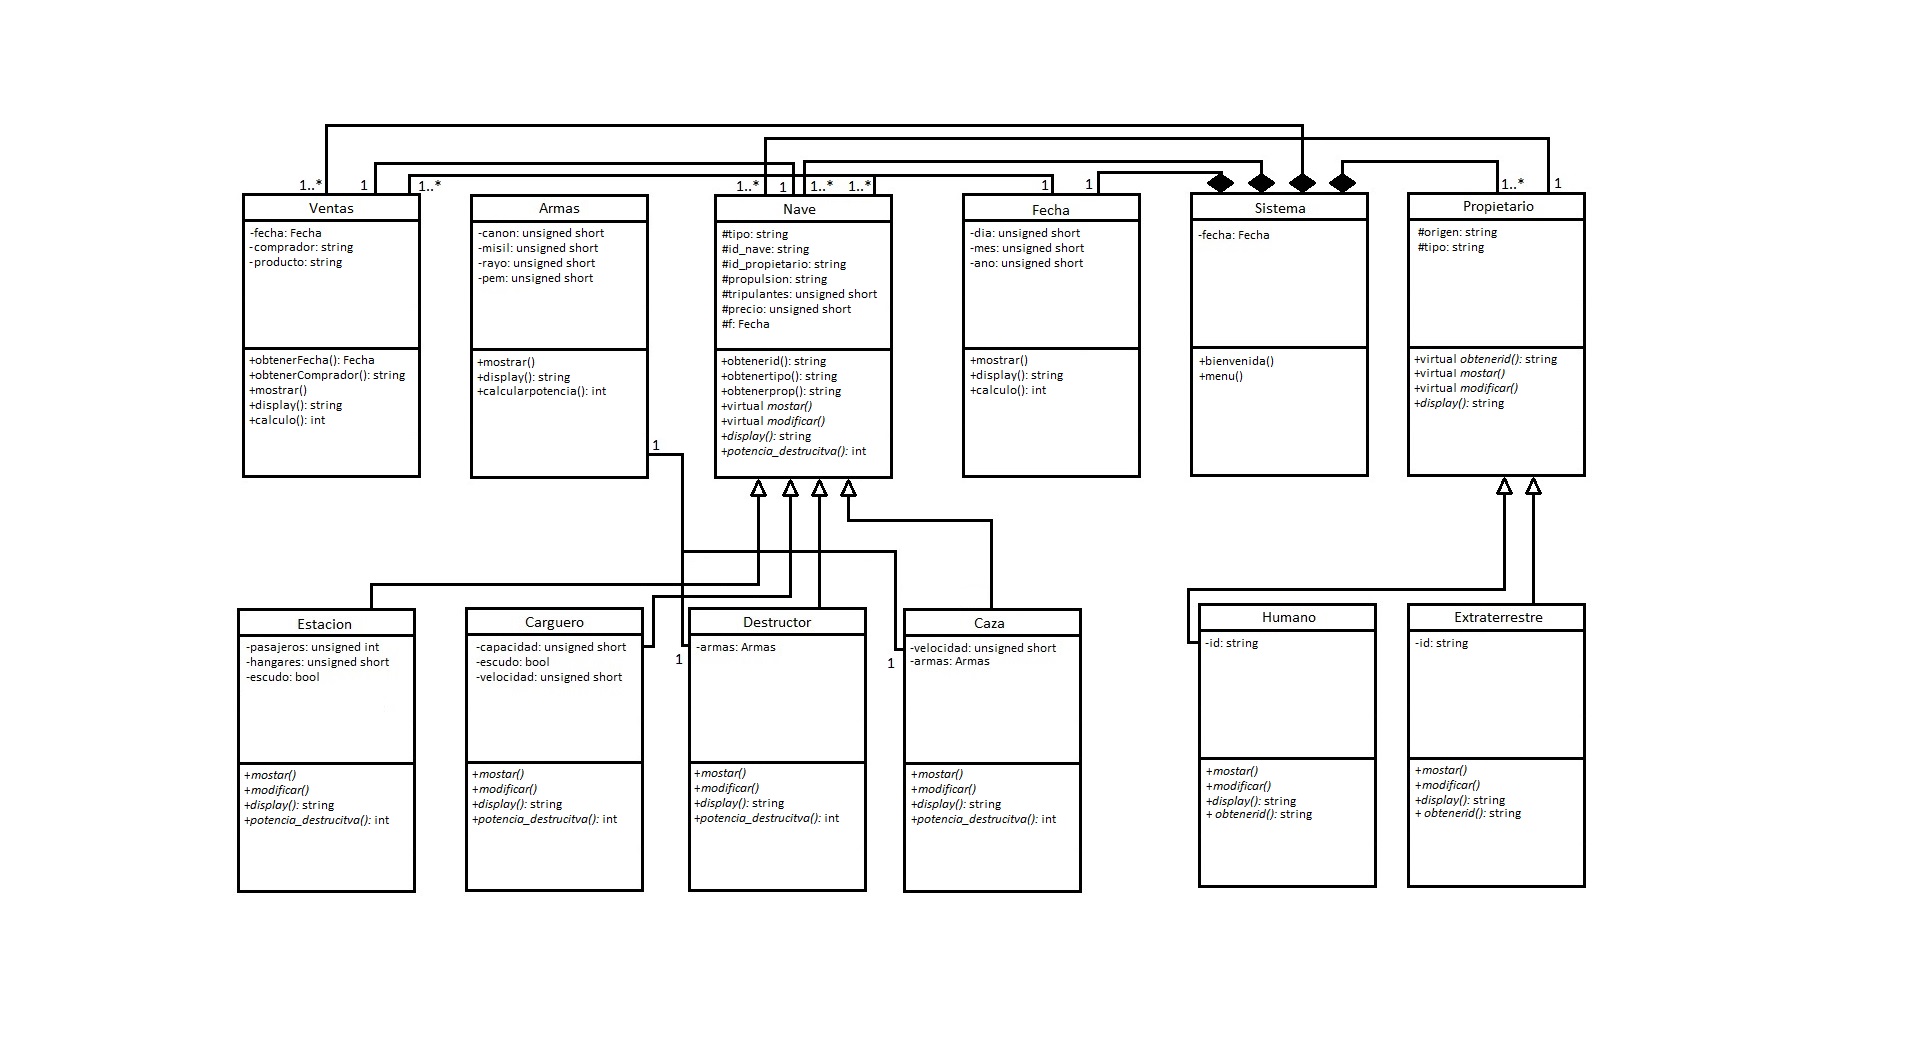 1..*
1
1..*
1..*
1
1..*
1..*
1
1
1..*
1
Ventas
-fecha: Fecha
-comprador: string
-producto: string
+obtenerFecha(): Fecha
+obtenerComprador(): string
+mostrar()
+display(): string
+calculo(): int
Armas
-canon: unsigned short
-misil: unsigned short
-rayo: unsigned short
-pem: unsigned short
+mostrar()
+display(): string
+calcularpotencia(): int
1
Nave
#tipo: string
#id_nave: string
#id_propietario: string
#propulsion: string
#tripulantes: unsigned short
#precio: unsigned short
#f: Fecha
+obtenerid(): string
+obtenertipo(): string
+obtenerprop(): string
+virtual mostar()
+virtual modificar()
+display(): string
+potencia_destrucitva(): int
Fecha
-dia: unsigned short
-mes: unsigned short
-ano: unsigned short
+mostrar()
+display(): string
+calculo(): int
Sistema
-fecha: Fecha
+bienvenida()
+menu()
Propietario
#origen: string
#tipo: string
+virtual obtenerid(): string
+virtual mostar()
+virtual modificar()
+display(): string
Estacion
-pasajeros: unsigned int
-hangares: unsigned short
-escudo: bool
+mostar()
+modificar()
+display(): string
+potencia_destrucitva(): int
Carguero
-capacidad: unsigned short
-escudo: bool
-velocidad: unsigned short
+mostar()
+modificar()
+display(): string
+potencia_destrucitva(): int
1
Destructor
-armas: Armas
+mostar()
+modificar()
+display(): string
+potencia_destrucitva(): int
1
Caza
-velocidad: unsigned short
-armas: Armas
+mostar()
+modificar()
+display(): string
+potencia_destrucitva(): int
Humano
-id: string
+mostar()
+modificar()
+display(): string
+ obtenerid(): string
Extraterrestre
-id: string
+mostar()
+modificar()
+display(): string
+ obtenerid(): string